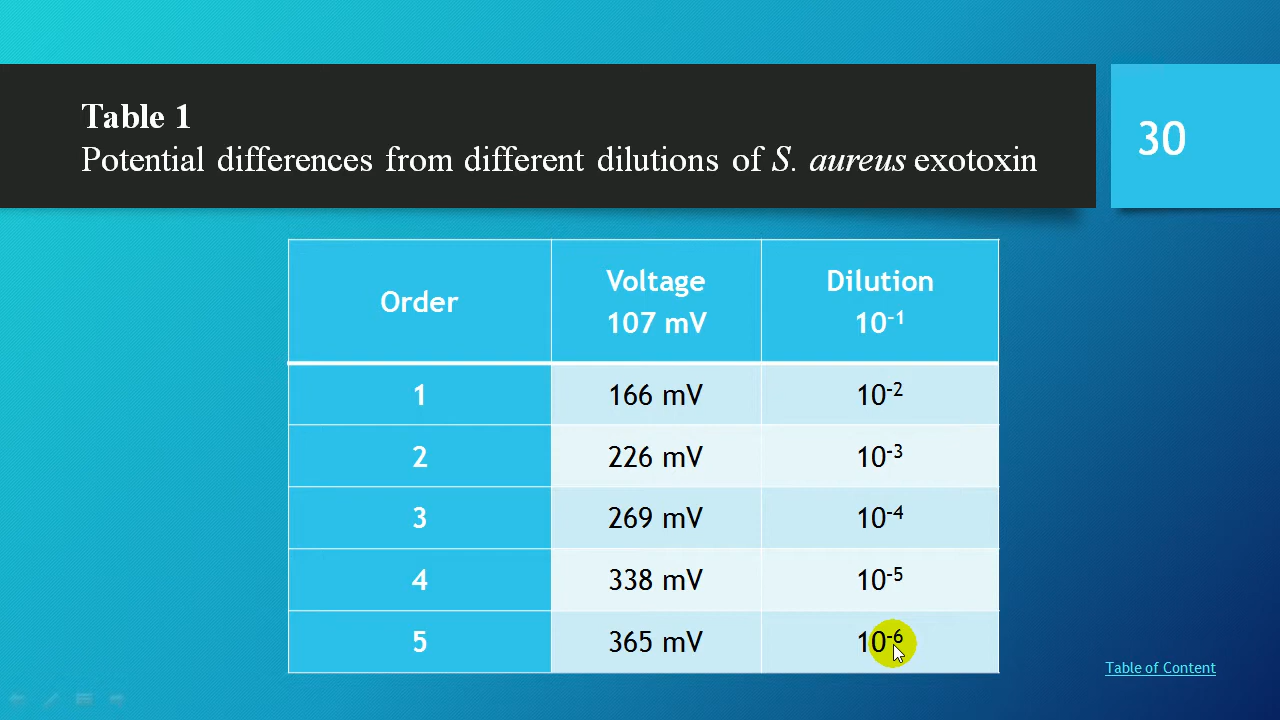 Table 1
Potential differences from different dilutions of S. aureus exotoxin
30
Order
Voltage
107 mV
Dilution
10⁻¹
1 166 mV 10⁻²
2 226 mV 10⁻³
3 269 mV 10⁻⁴
4 338 mV 10⁻⁵
5 365 mV 10⁻⁶
Table of Content